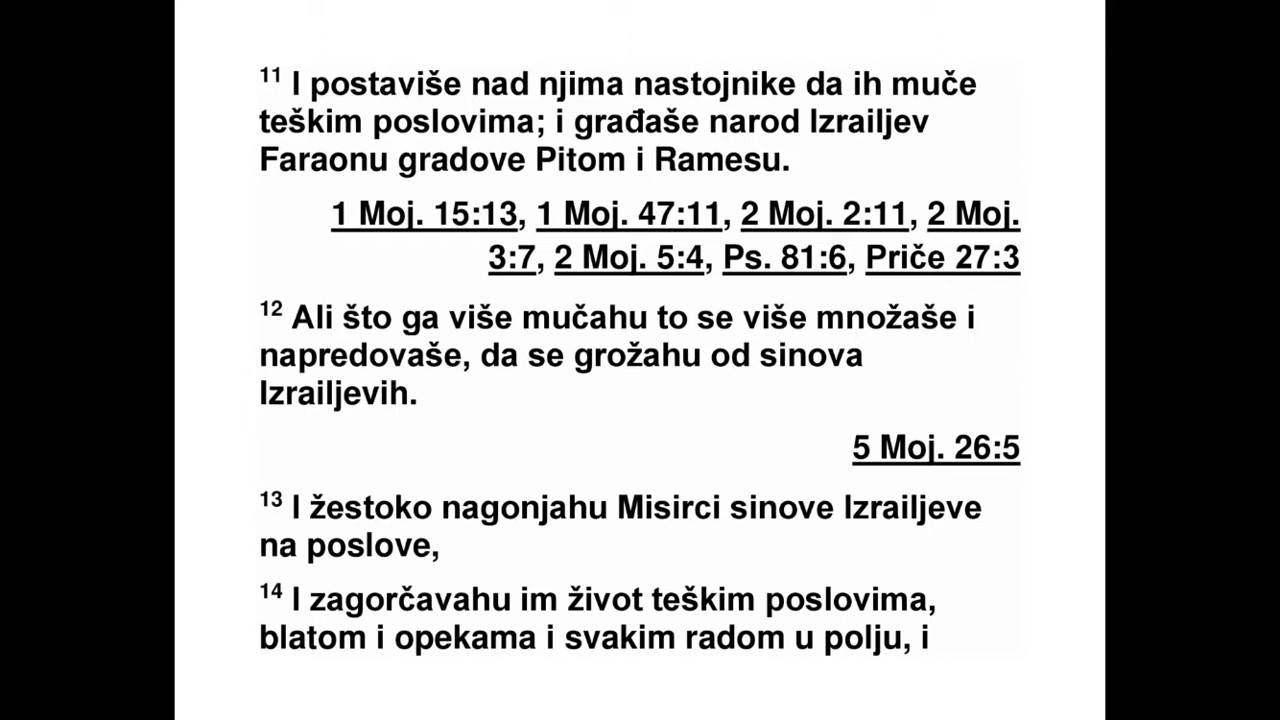 11 I postaviše nad njima nastojnike da ih muče
teškim poslovima; i građaše narod Izrailjev
Faraonu gradove Pitom i Ramesu.
1 Moj. 15:13, 1 Moj. 47:11, 2 Moj. 2:11, 2 Moj.
3:7, 2 Moj. 5:4, Ps. 81:6, Priče 27:3
12 Ali što ga više mučahu to se više množaše i
napredovaše, da se grožahu od sinova
Izrailjevih.
5 Moj. 26:5
13 I žestoko nagonjahu Misirci sinove Izrailjeve
na poslove,
14 I zagorčavahu im život teškim poslovima,
blatom i opekama i svakim radom u polju, i